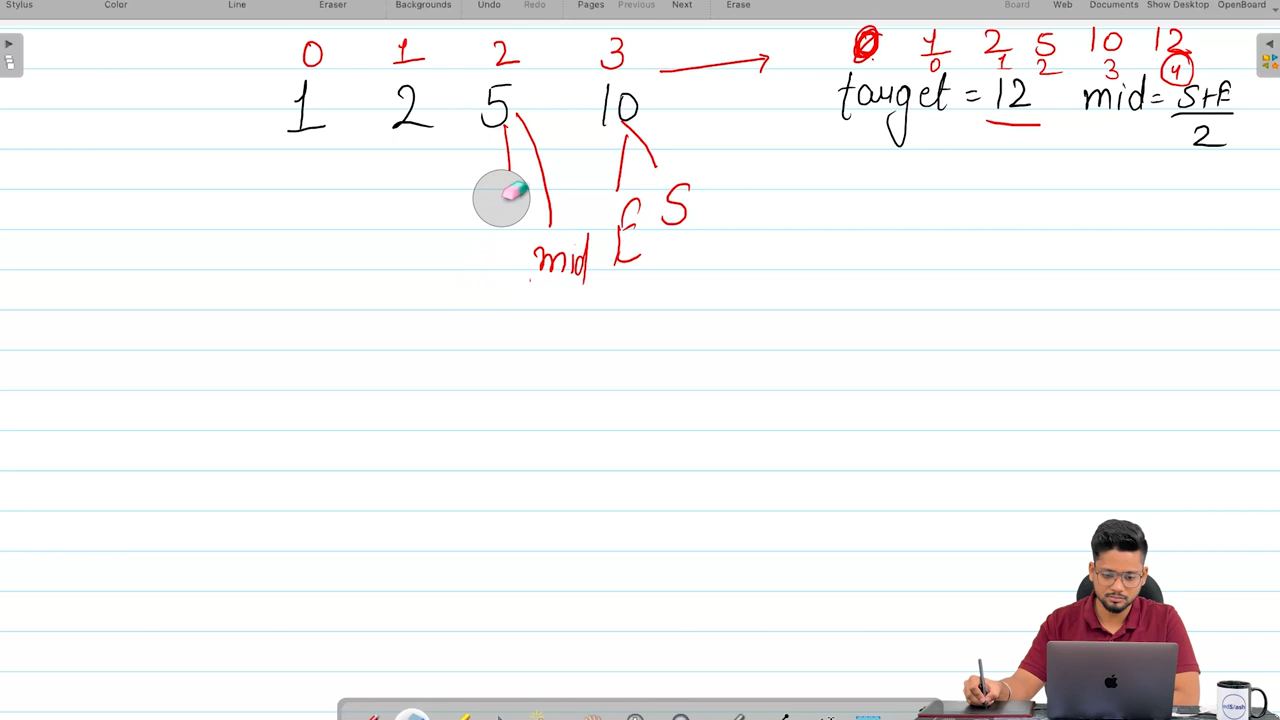 Stylus Color Line Eraser Backgrounds Undo Redo Pages Previous Next Erase Board Web Documents Show Desktop OpenBoard
0 1 2 3 0 1 2 5 10 12
0 1 2 3 4
1 2 5 10 target = 12 mid = S+E
2
S
mid E